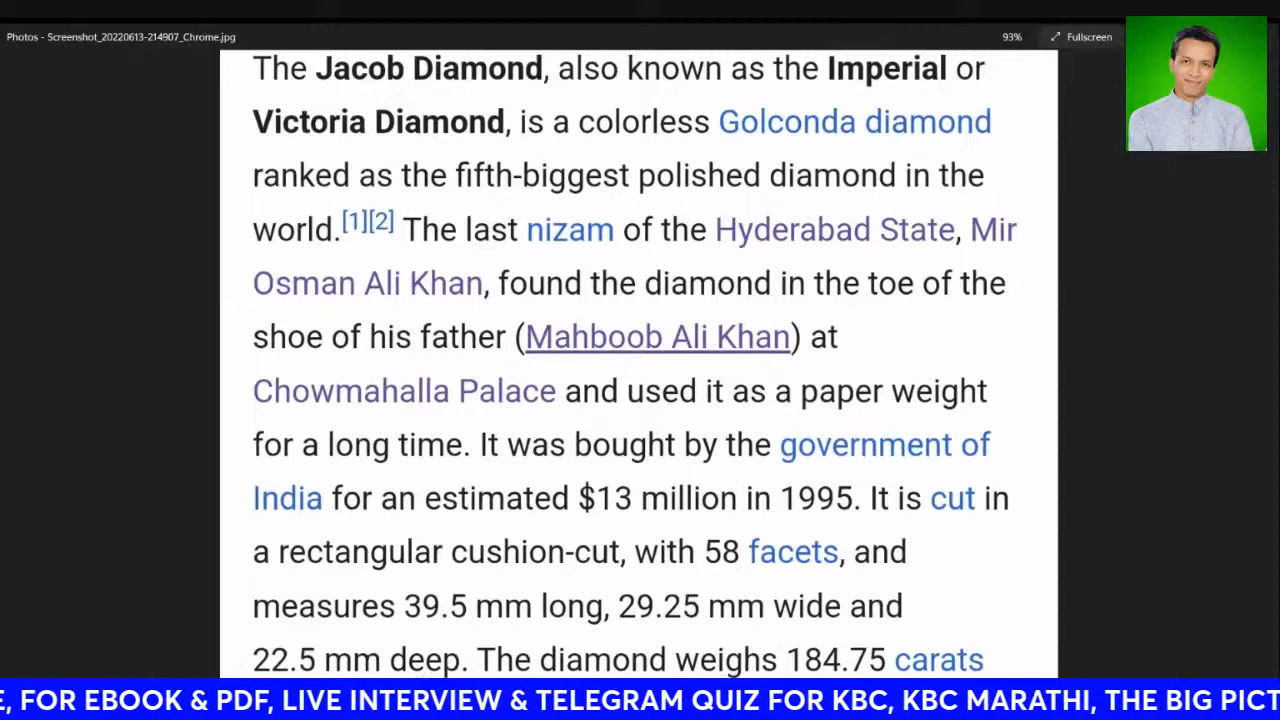 Photos - Screenshot_20220613-214907_Chrome.jpg
93%
Fullscreen
The Jacob Diamond, also known as the Imperial or
Victoria Diamond, is a colorless Golconda diamond
ranked as the fifth-biggest polished diamond in the
world.[1][2] The last nizam of the Hyderabad State, Mir
Osman Ali Khan, found the diamond in the toe of the
shoe of his father (Mahboob Ali Khan) at
Chowmahalla Palace and used it as a paper weight
for a long time. It was bought by the government of
India for an estimated $13 million in 1995. It is cut in
a rectangular cushion-cut, with 58 facets, and
measures 39.5 mm long, 29.25 mm wide and
22.5 mm deep. The diamond weighs 184.75 carats
E, FOR EBOOK & PDF, LIVE INTERVIEW & TELEGRAM QUIZ FOR KBC, KBC MARATHI, THE BIG PICT